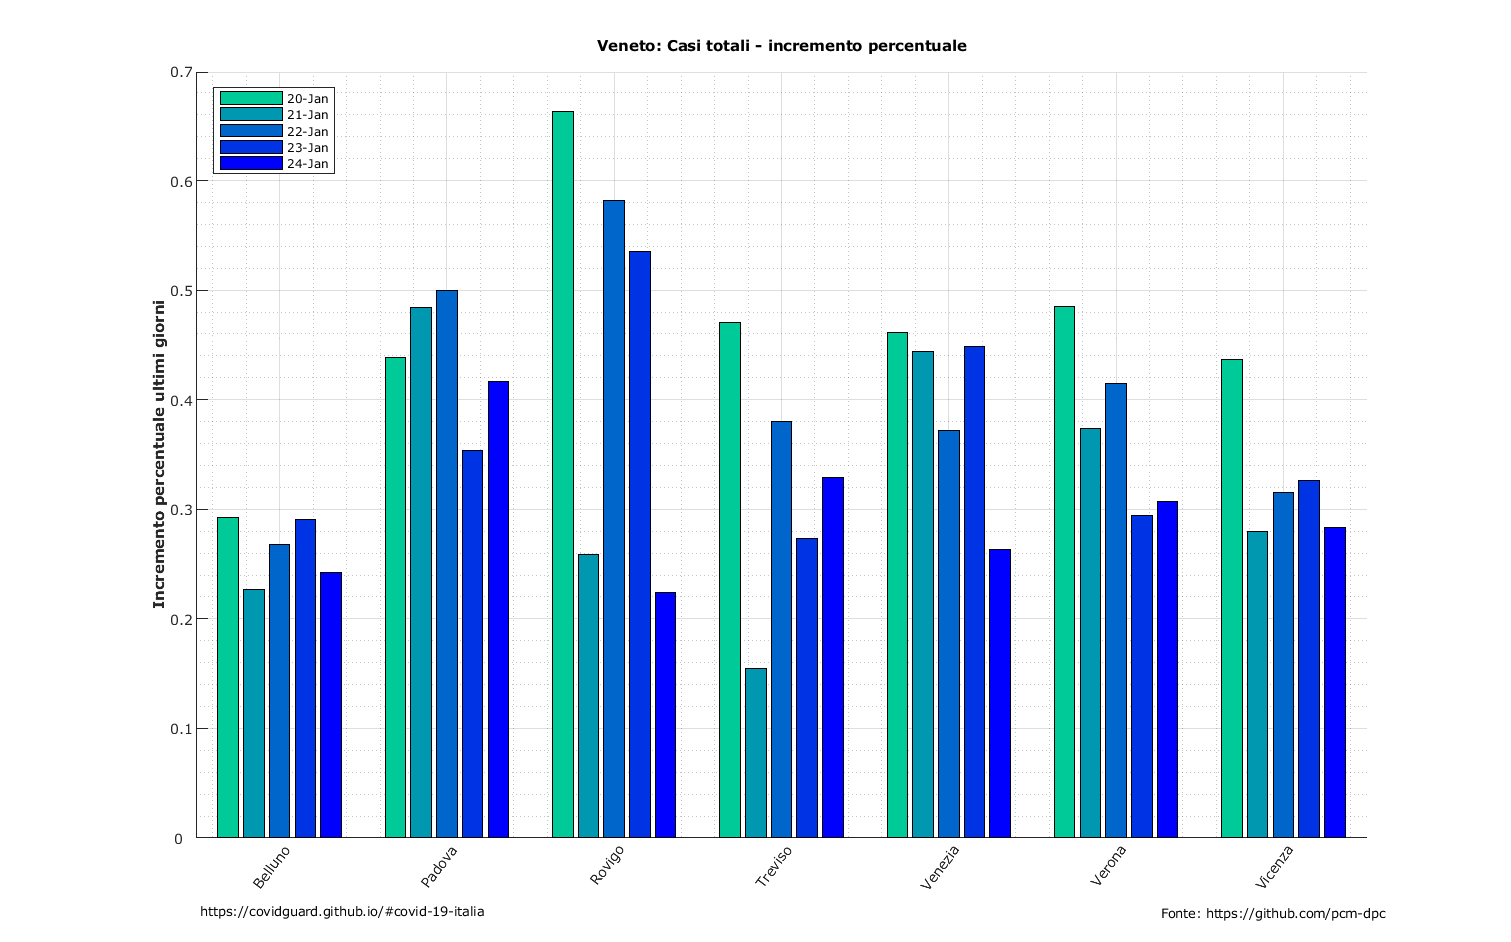 Veneto: Casi totali - incremento percentuale
20-Jan
21-Jan
22-Jan
23-Jan
24-Jan
Incremento percentuale ultimi giorni
0.7
0.6
0.5
0.4
0.3
0.2
0.1
0
Belluno
Padova
Rovigo
Treviso
Venezia
Verona
Vicenza
https://covidguard.github.io/#covid-19-italia
Fonte: https://github.com/pcm-dpc